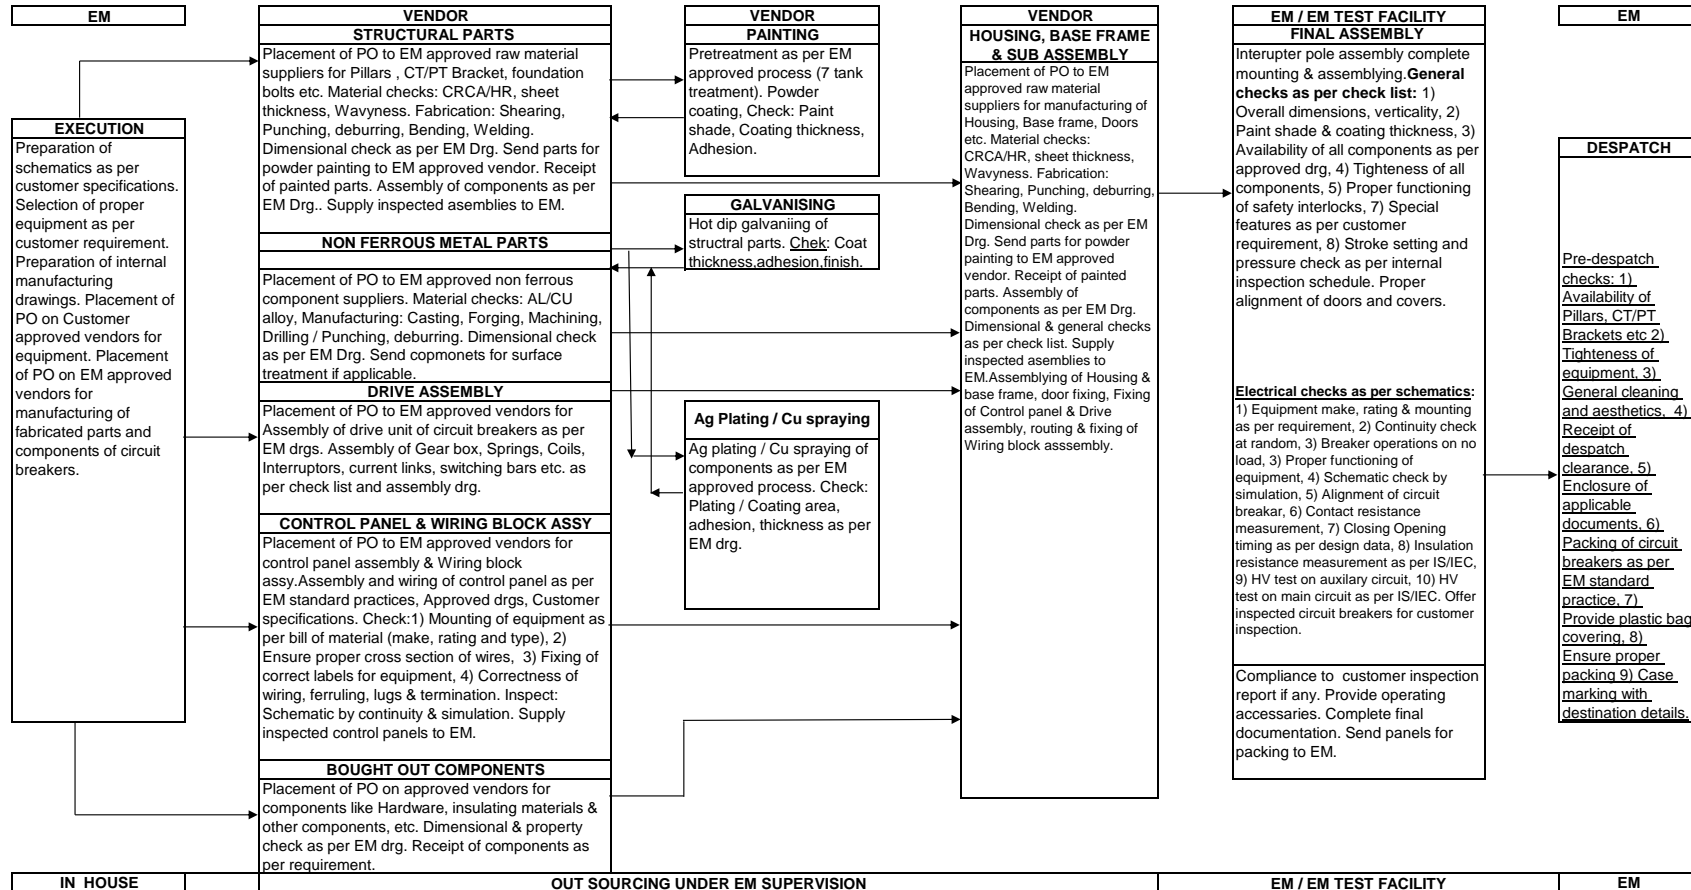 EM
EXECUTION
Preparation of
schematics as per
customer specifications.
Selection of proper
equipment as per
customer requirement.
Preparation of internal
manufacturing
drawings. Placement of
PO on Customer
approved vendors for
equipment. Placement
of PO on EM approved
vendors for
manufacturing of
fabricated parts and
components of circuit
breakers.
VENDOR
STRUCTURAL PARTS
Placement of PO to EM approved raw material
suppliers for Pillars , CT/PT Bracket, foundation
bolts etc. Material checks: CRCA/HR, sheet
thickness, Wavyness. Fabrication: Shearing,
Punching, deburring, Bending, Welding.
Dimensional check as per EM Drg. Send parts for
powder painting to EM approved vendor. Receipt
of painted parts. Assembly of components as per
EM Drg.. Supply inspected asemblies to EM.
NON FERROUS METAL PARTS
Placement of PO to EM approved non ferrous
component suppliers. Material checks: AL/CU
alloy, Manufacturing: Casting, Forging, Machining,
Drilling / Punching, deburring. Dimensional check
as per EM Drg. Send copmonets for surface
treatment if applicable.
DRIVE ASSEMBLY
Placement of PO to EM approved vendors for
Assembly of drive unit of circuit breakers as per
EM drgs. Assembly of Gear box, Springs, Coils,
Interruptors, current links, switching bars etc. as
per check list and assembly drg.
CONTROL PANEL & WIRING BLOCK ASSY
Placement of PO to EM approved vendors for
control panel assembly & Wiring block
assy.Assembly and wiring of control panel as per
EM standard practices, Approved drgs, Customer
specifications. Check:1) Mounting of equipment as
per bill of material (make, rating and type), 2)
Ensure proper cross section of wires,  3) Fixing of
correct labels for equipment, 4) Correctness of
wiring, ferruling, lugs & termination. Inspect:
Schematic by continuity & simulation. Supply
inspected control panels to EM.
BOUGHT OUT COMPONENTS
Placement of PO on approved vendors for
components like Hardware, insulating materials &
other components, etc. Dimensional & property
check as per EM drg. Receipt of components as
per requirement.
VENDOR
PAINTING
Pretreatment as per EM
approved process (7 tank
treatment). Powder
coating, Check: Paint
shade, Coating thickness,
Adhesion.
GALVANISING
Hot dip galvaniing of
structral parts. Chek: Coat
thickness,adhesion,finish.
Ag Plating / Cu spraying
Ag plating / Cu spraying of
components as per EM
approved process. Check:
Plating / Coating area,
adhesion, thickness as per
EM drg.
VENDOR
HOUSING, BASE FRAME
& SUB ASSEMBLY
Placement of PO to EM
approved raw material
suppliers for manufacturing of
Housing, Base frame, Doors
etc. Material checks:
CRCA/HR, sheet thickness,
Wavyness. Fabrication:
Shearing, Punching, deburring,
Bending, Welding.
Dimensional check as per EM
Drg. Send parts for powder
painting to EM approved
vendor. Receipt of painted
parts. Assembly of
components as per EM Drg.
Dimensional & general checks
as per check list. Supply
inspected asemblies to
EM.Assemblying of Housing &
base frame, door fixing, Fixing
of Control panel & Drive
assembly, routing & fixing of
Wiring block asssembly.
EM / EM TEST FACILITY
FINAL ASSEMBLY
Interupter pole assembly complete
mounting & assemblying.General
checks as per check list: 1)
Overall dimensions, verticality, 2)
Paint shade & coating thickness, 3)
Availability of all components as per
approved drg, 4) Tighteness of all
components, 5) Proper functioning
of safety interlocks, 7) Special
features as per customer
requirement, 8) Stroke setting and
pressure check as per internal
inspection schedule. Proper
alignment of doors and covers.
Electrical checks as per schematics:
1) Equipment make, rating & mounting
as per requirement, 2) Continuity check
at random, 3) Breaker operations on no
load, 3) Proper functioning of
equipment, 4) Schematic check by
simulation, 5) Alignment of circuit
breakar, 6) Contact resistance
measurement, 7) Closing Opening
timing as per design data, 8) Insulation
resistance measurement as per IS/IEC,
9) HV test on auxilary circuit, 10) HV
test on main circuit as per IS/IEC. Offer
inspected circuit breakers for customer
inspection.
Compliance to  customer inspection
report if any. Provide operating
accessaries. Complete final
documentation. Send panels for
packing to EM.
EM
DESPATCH
Pre-despatch
checks: 1)
Availability of
Pillars, CT/PT
Brackets etc 2)
Tighteness of
equipment, 3)
General cleaning
and aesthetics,  4)
Receipt of
despatch
clearance, 5)
Enclosure of
applicable
documents, 6)
Packing of circuit
breakers as per
EM standard
practice, 7)
Provide plastic bag
covering, 8)
Ensure proper
packing 9) Case
marking with
destination details.
IN  HOUSE
OUT SOURCING UNDER EM SUPERVISION
EM / EM TEST FACILITY
EM